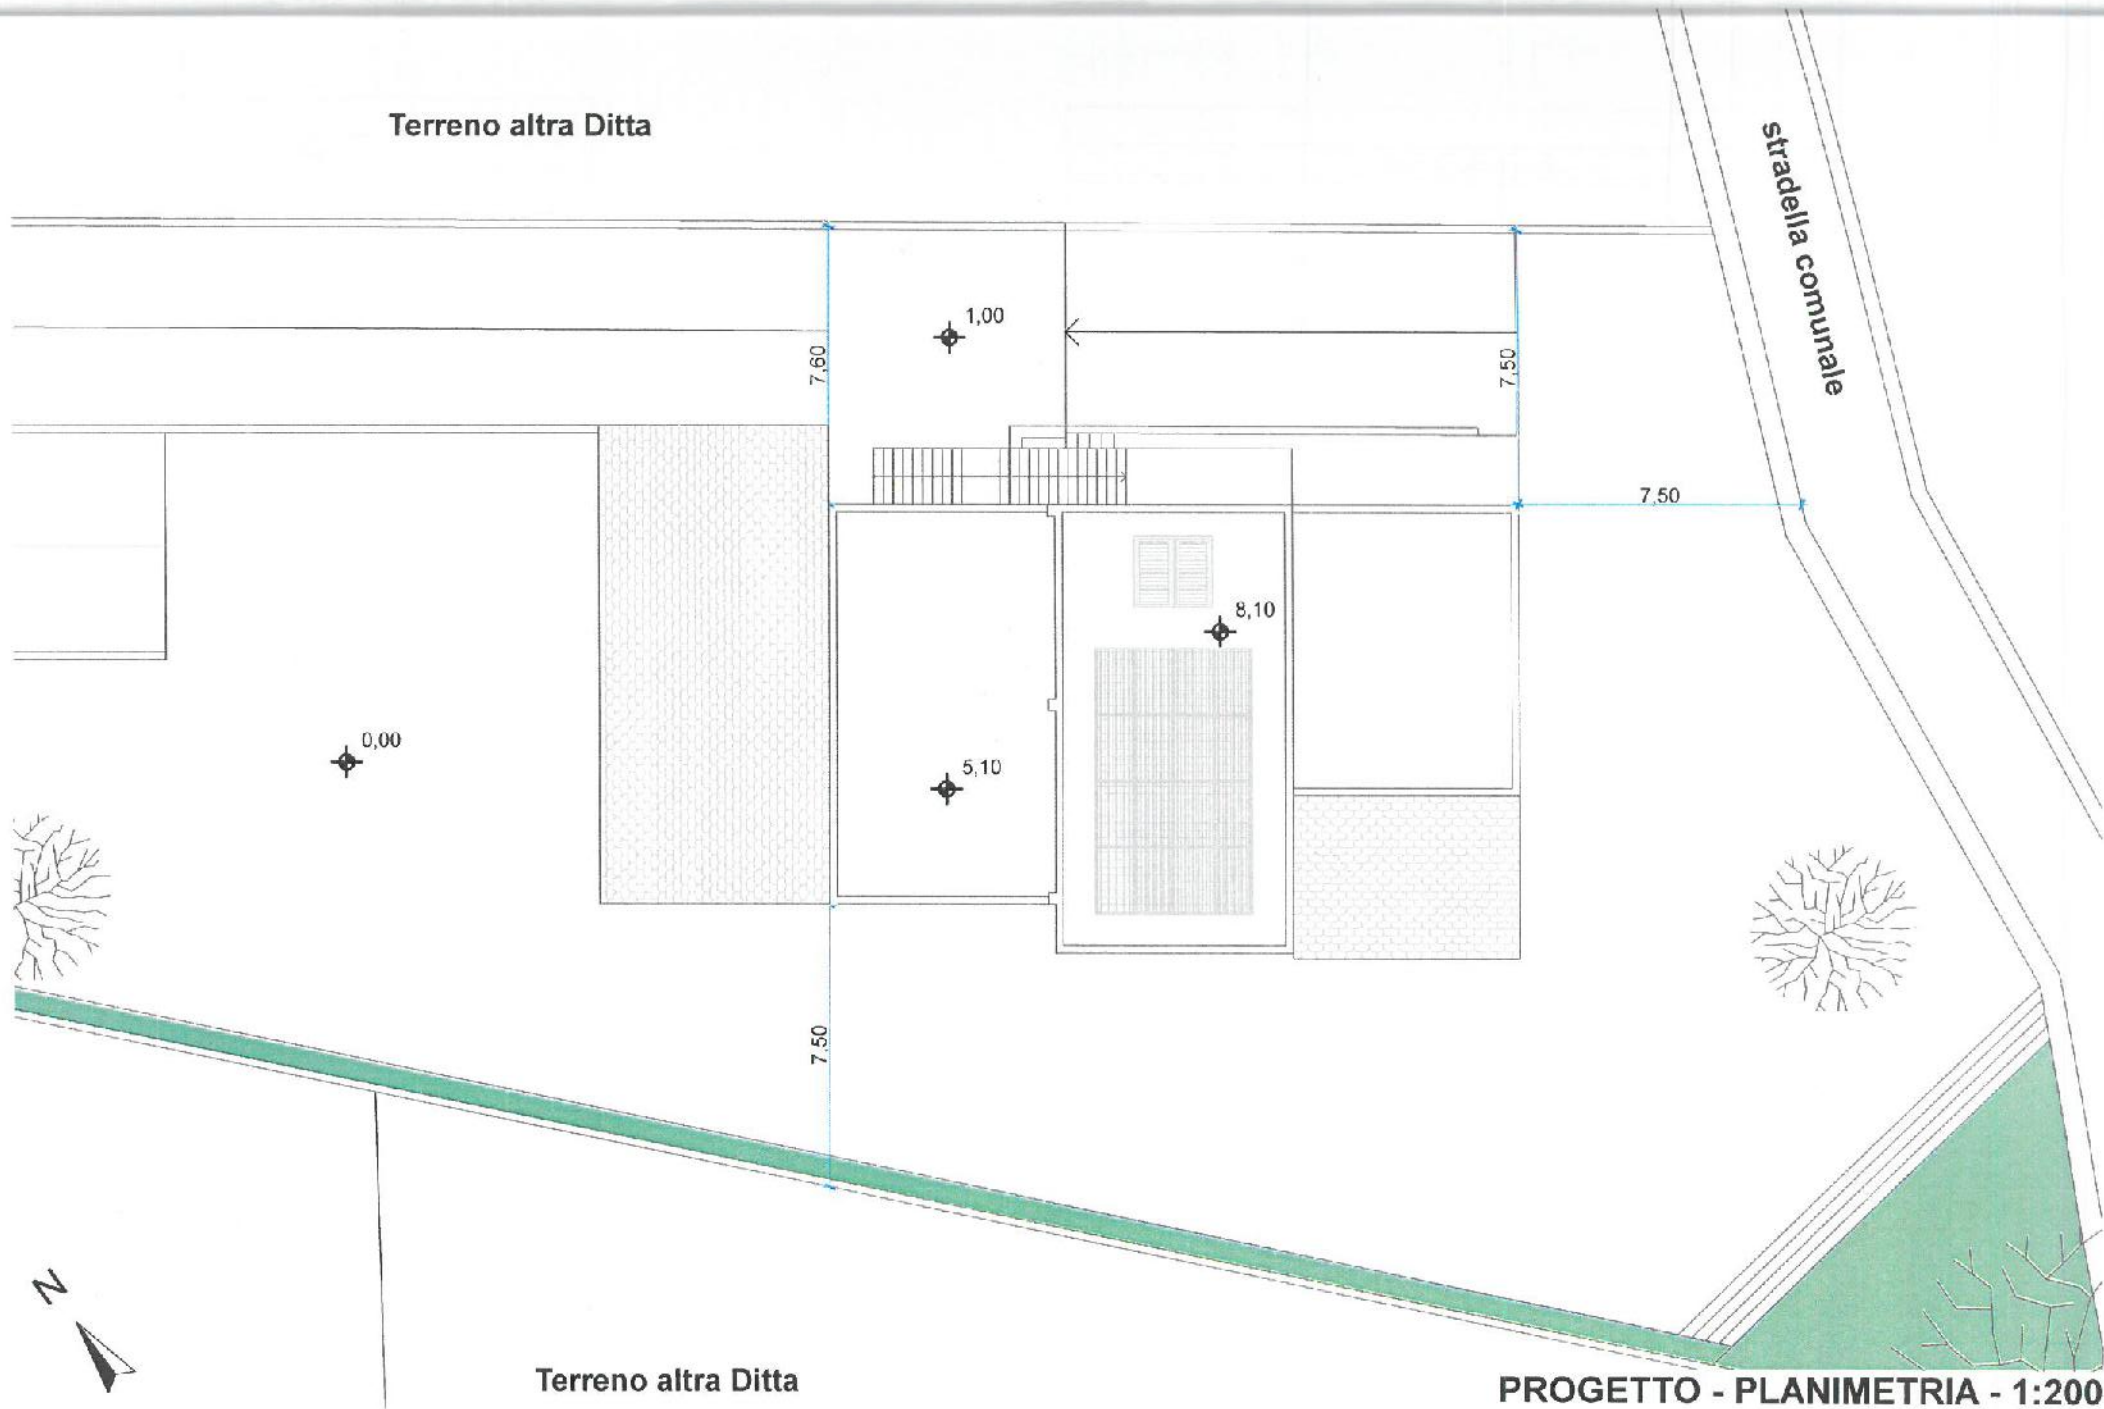 Terreno altra Ditta
stradella comunale
1,00
7,60
7,50
7,50
8,10
0,00
5,10
7,50
N
Terreno altra Ditta
PROGETTO - PLANIMETRIA - 1:200